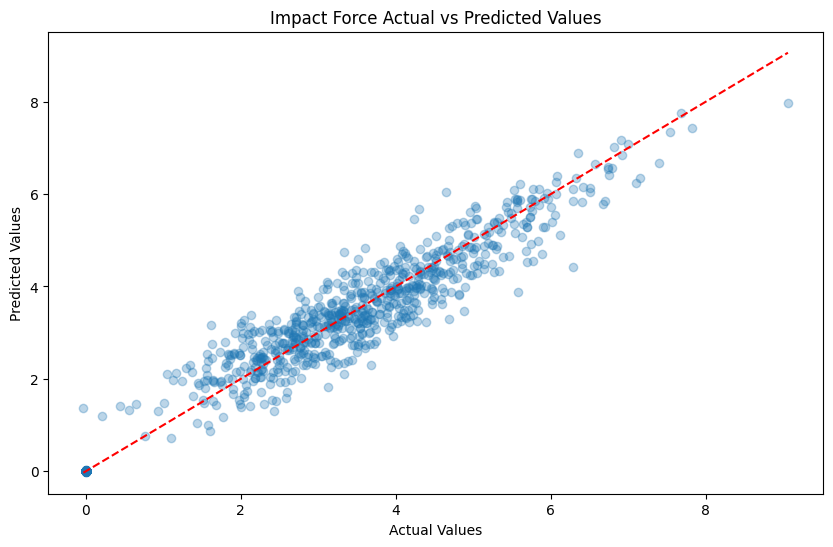 Impact Force Actual vs Predicted Values
Predicted Values
8
6
4
2
0
0 2 4 6 8
Actual Values